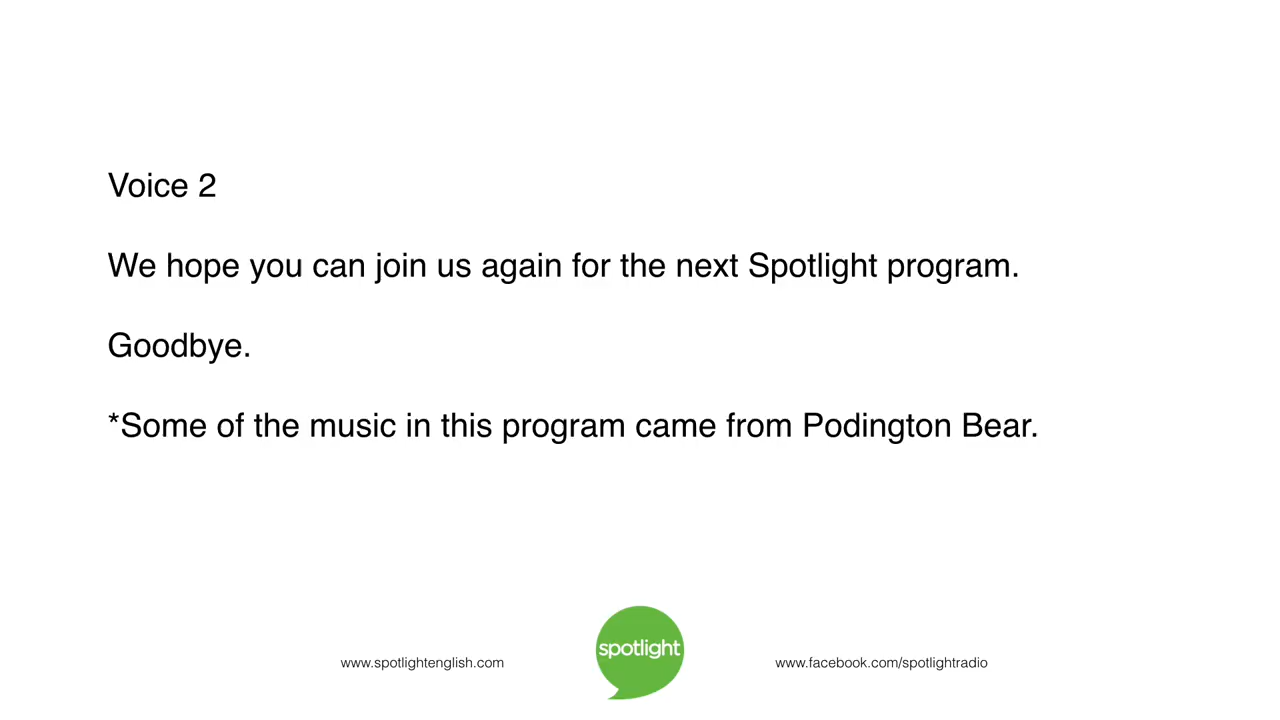 Voice 2
We hope you can join us again for the next Spotlight program.
Goodbye.
*Some of the music in this program came from Podington Bear.
www.spotlightenglish.com
spotlight
www.facebook.com/spotlightradio